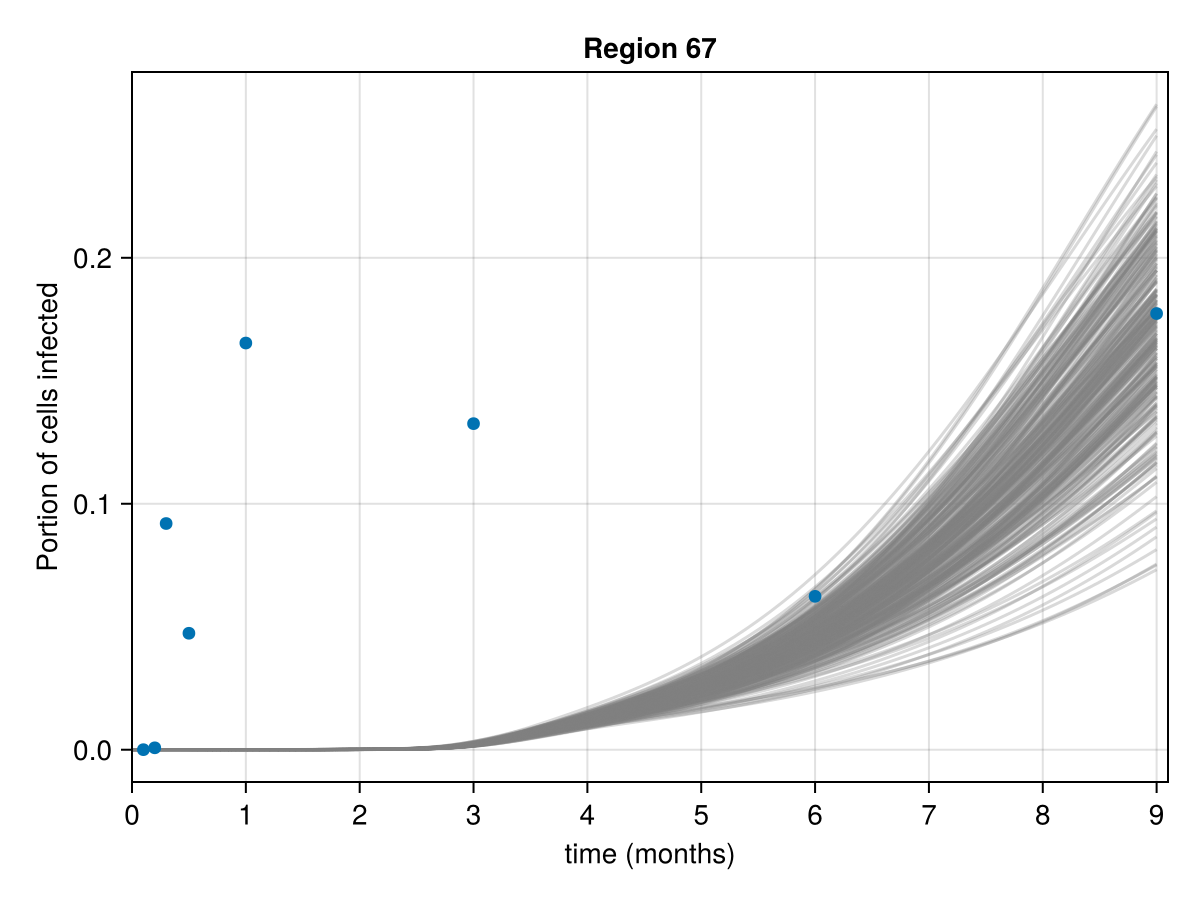 Region 67
Portion of cells infected
0.2
0.1
0.0
0 1 2 3 4 5 6 7 8 9
time (months)